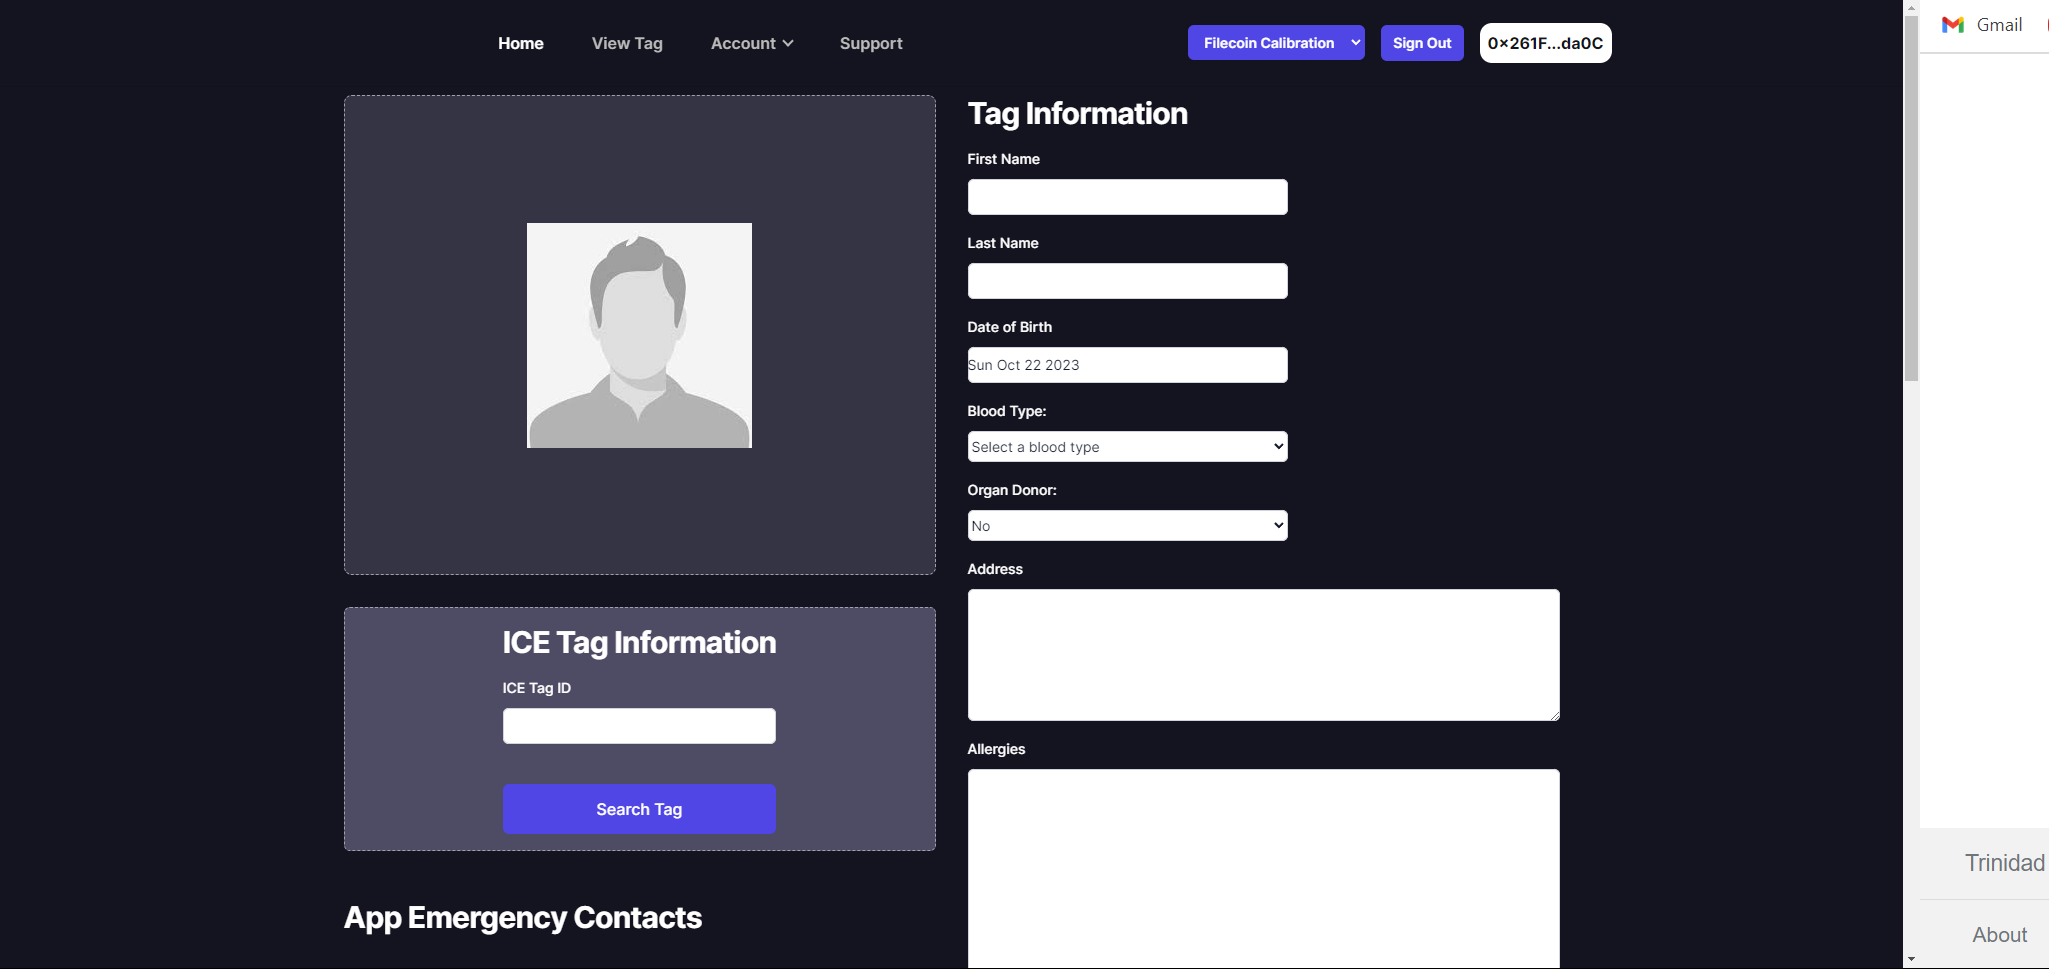 Home
View Tag
Account
Support
Filecoin Calibration
Sign Out
0x261F...da0C
Gmail
Tag Information
First Name
Last Name
Date of Birth
Sun Oct 22 2023
Blood Type:
Select a blood type
Organ Donor:
No
Address
Allergies
ICE Tag Information
ICE Tag ID
Search Tag
App Emergency Contacts
Trinidad
About